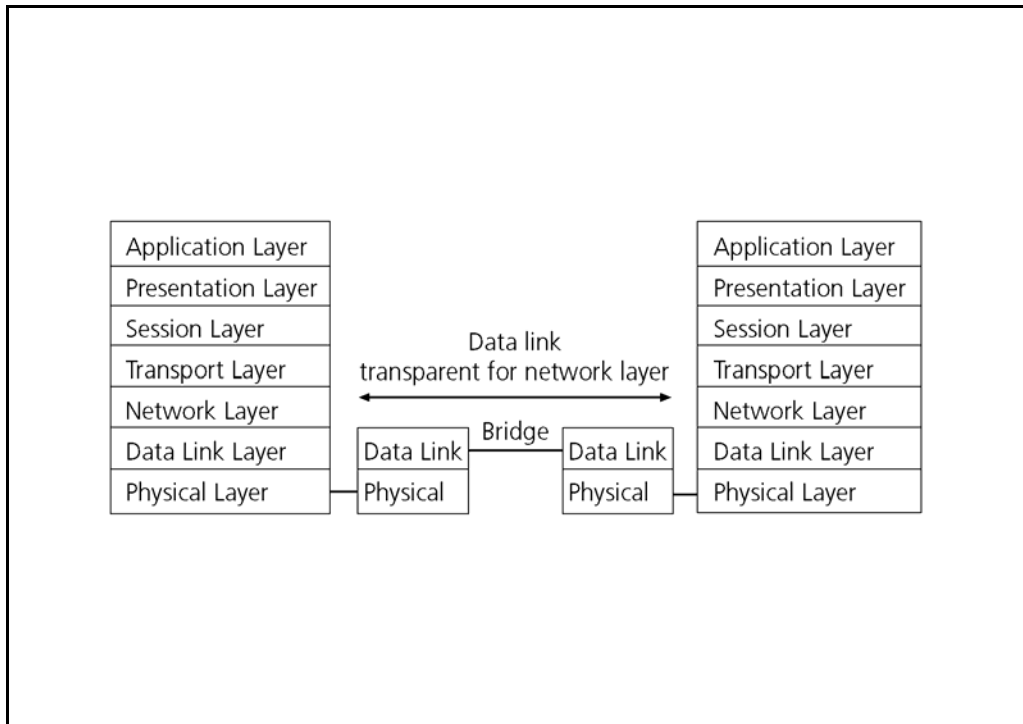 Application Layer
Presentation Layer
Session Layer
Transport Layer
Network Layer
Data Link Layer
Physical Layer
Data link
transparent for network layer
Bridge
Data Link
Physical
Data Link
Physical
Application Layer
Presentation Layer
Session Layer
Transport Layer
Network Layer
Data Link Layer
Physical Layer